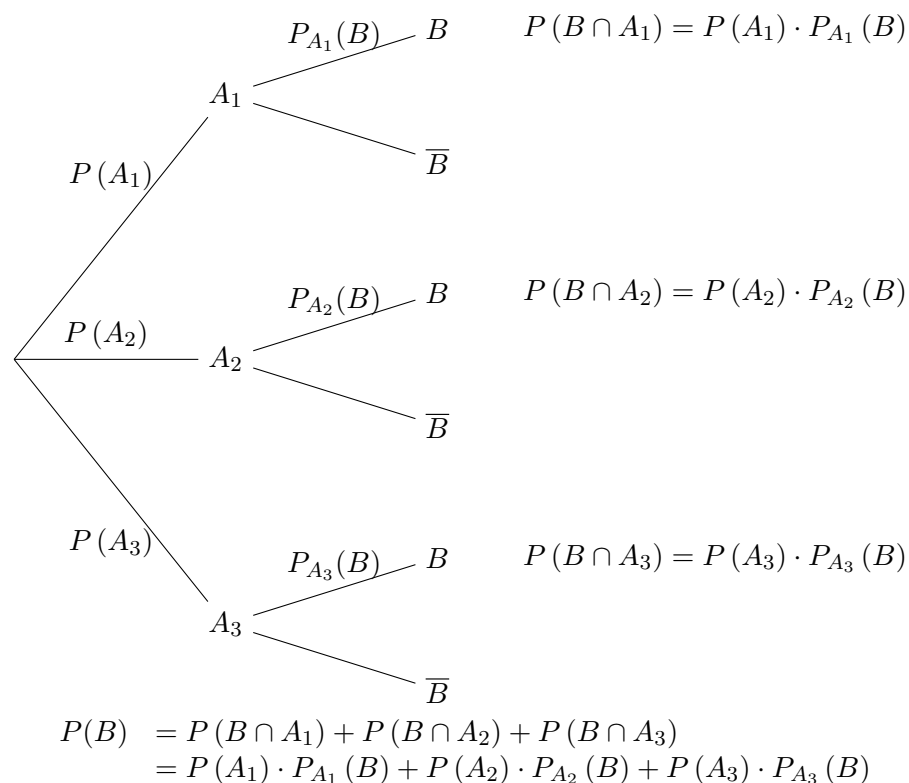 P_{A_1}(B) B P(B ∩ A_1) = P(A_1) · P_{A_1}(B)
A_1
B̅
P(A_1)
P_{A_2}(B) B P(B ∩ A_2) = P(A_2) · P_{A_2}(B)
P(A_2)
A_2
B̅
P(A_3)
P_{A_3}(B) B P(B ∩ A_3) = P(A_3) · P_{A_3}(B)
A_3
B̅
P(B) = P(B ∩ A_1) + P(B ∩ A_2) + P(B ∩ A_3)
= P(A_1) · P_{A_1}(B) + P(A_2) · P_{A_2}(B) + P(A_3) · P_{A_3}(B)